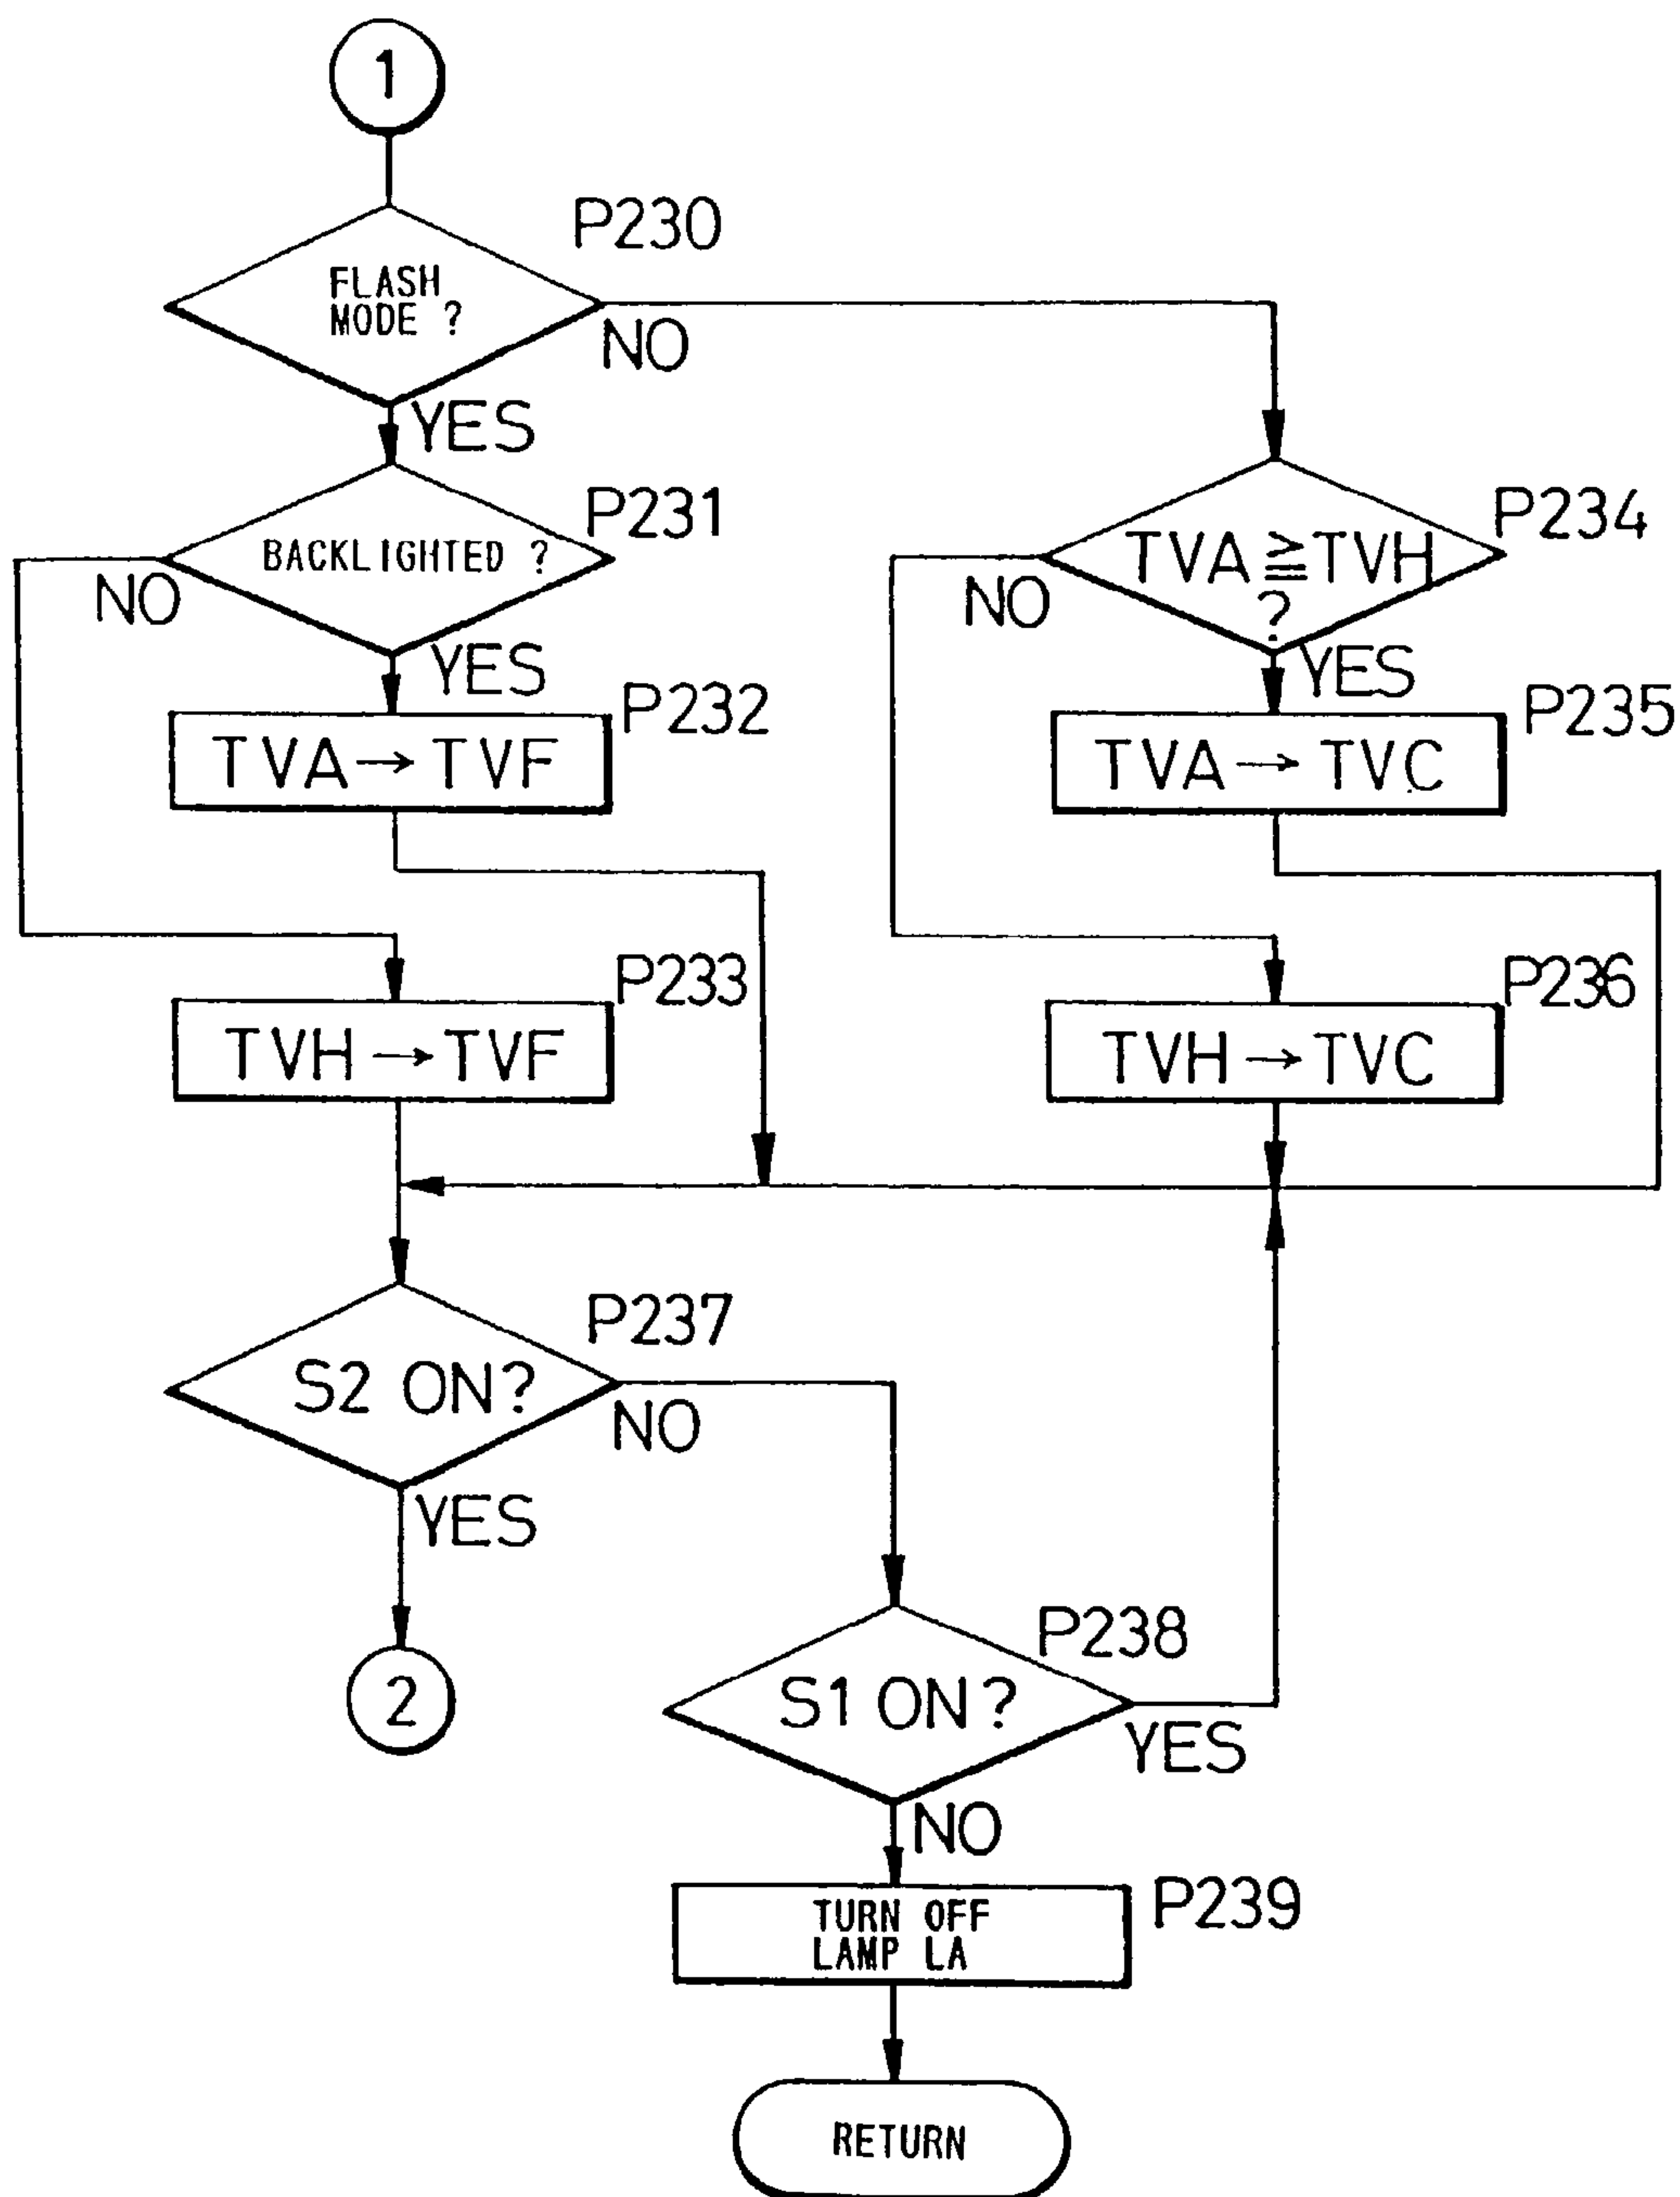 1
P230
FLASH
MODE ?
NO
YES
P231
BACKLIGHTED ?
NO
YES
P234
TVA≧TVH
?
NO
YES
P232
TVA→TVF
P235
TVA→TVC
P233
TVH→TVF
P236
TVH→TVC
P237
S2 ON?
NO
YES
2
P238
S1 ON?
YES
NO
P239
TURN OFF
LAMP LA
RETURN